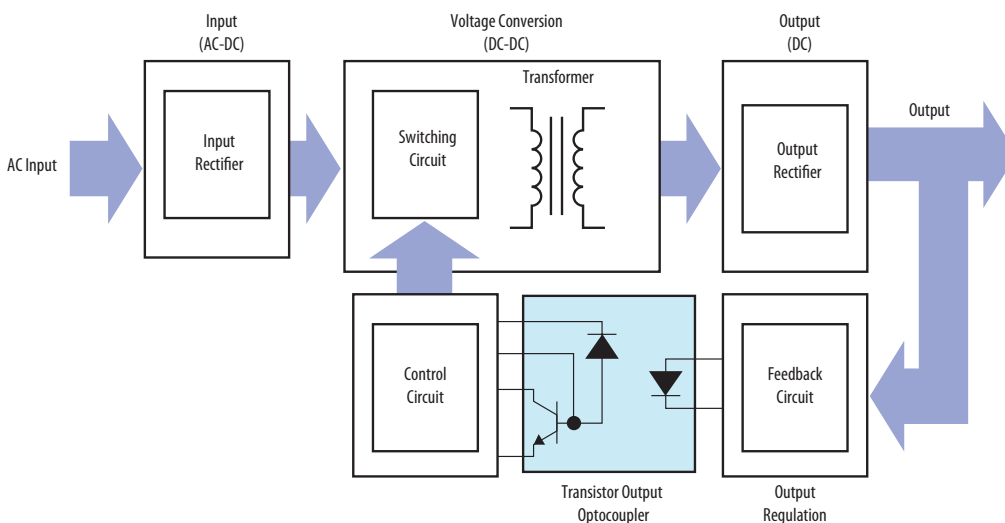 Input
(AC-DC)
Voltage Conversion
(DC-DC)
Output
(DC)
Transformer
Output
AC Input
Input
Rectifier
Switching
Circuit
Output
Rectifier
Control
Circuit
Feedback
Circuit
Transistor Output
Optocoupler
Output
Regulation